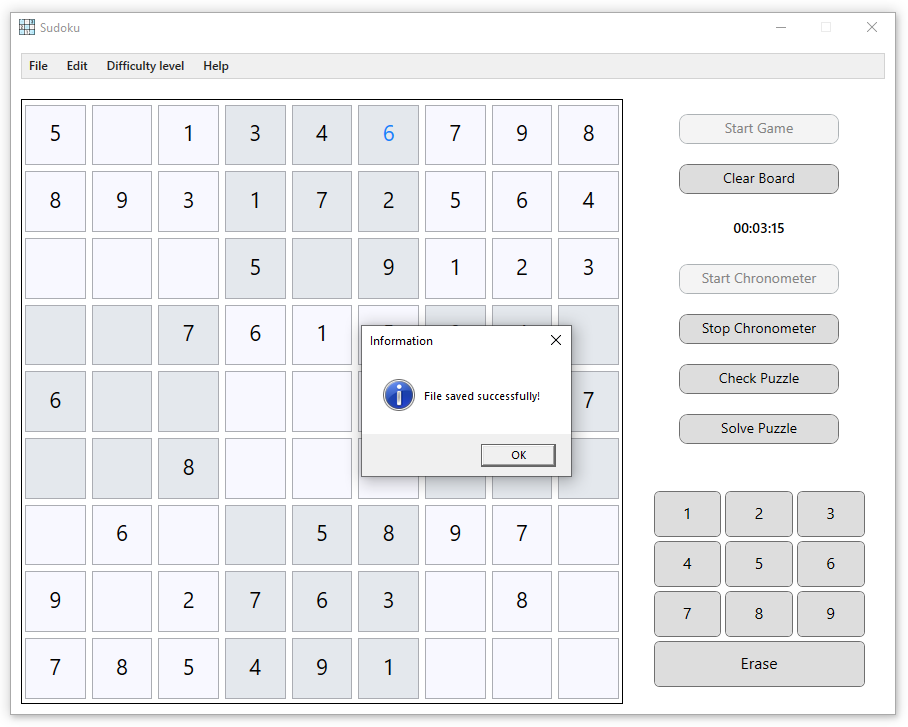 Sudoku
File Edit Difficulty level Help
5 1 3 4 6 7 9 8
8 9 3 1 7 2 5 6 4
5 9 1 2 3
7 6 1
6 7
8
6 5 8 9 7
9 2 7 6 3 8
7 8 5 4 9 1
Information
File saved successfully!
OK
Start Game
Clear Board
00:03:15
Start Chronometer
Stop Chronometer
Check Puzzle
Solve Puzzle
1 2 3
4 5 6
7 8 9
Erase